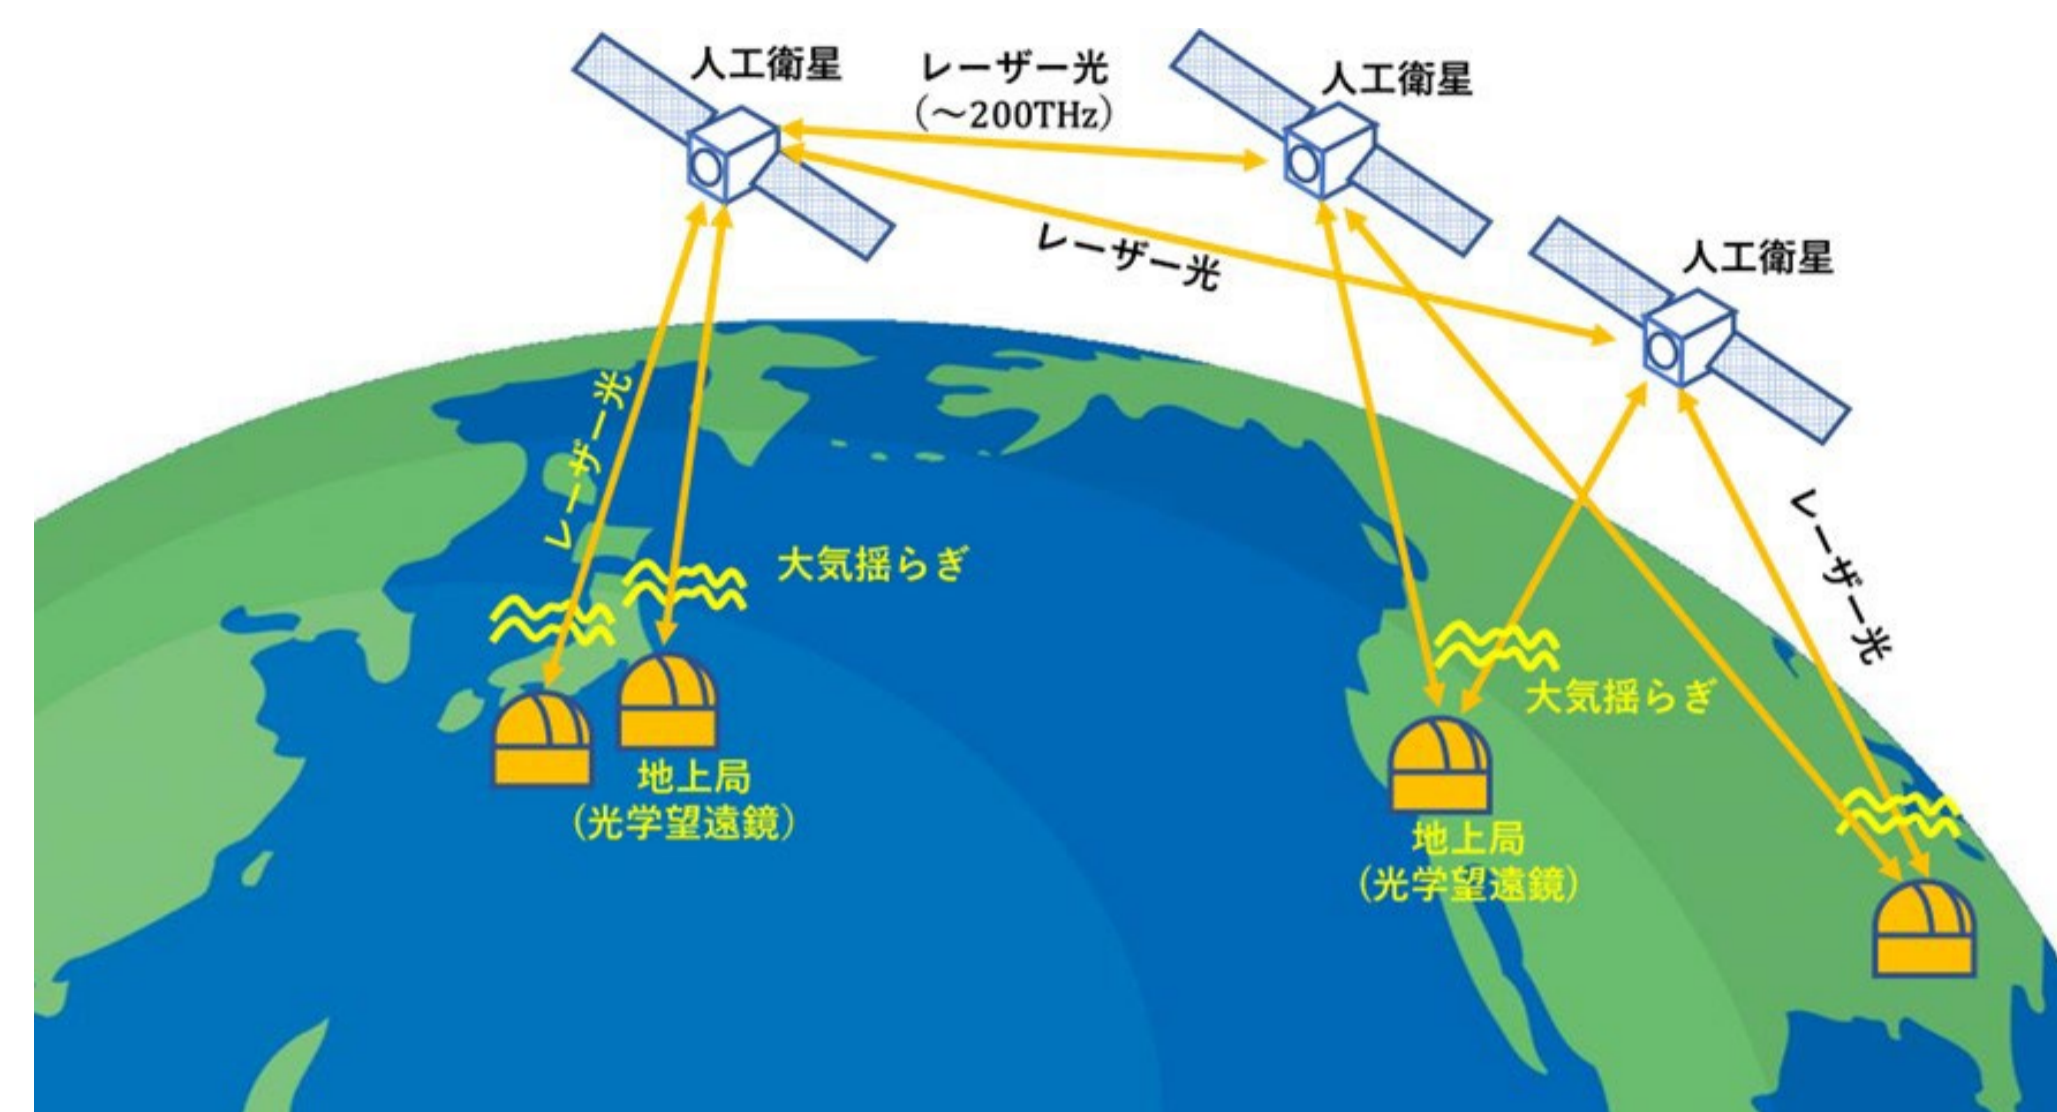 人工衛星
レーザー光
(～200THz)
人工衛星
レーザー光
人工衛星
レーザー光
レーザー光
大気揺らぎ
大気揺らぎ
地上局
(光学望遠鏡)
地上局
(光学望遠鏡)